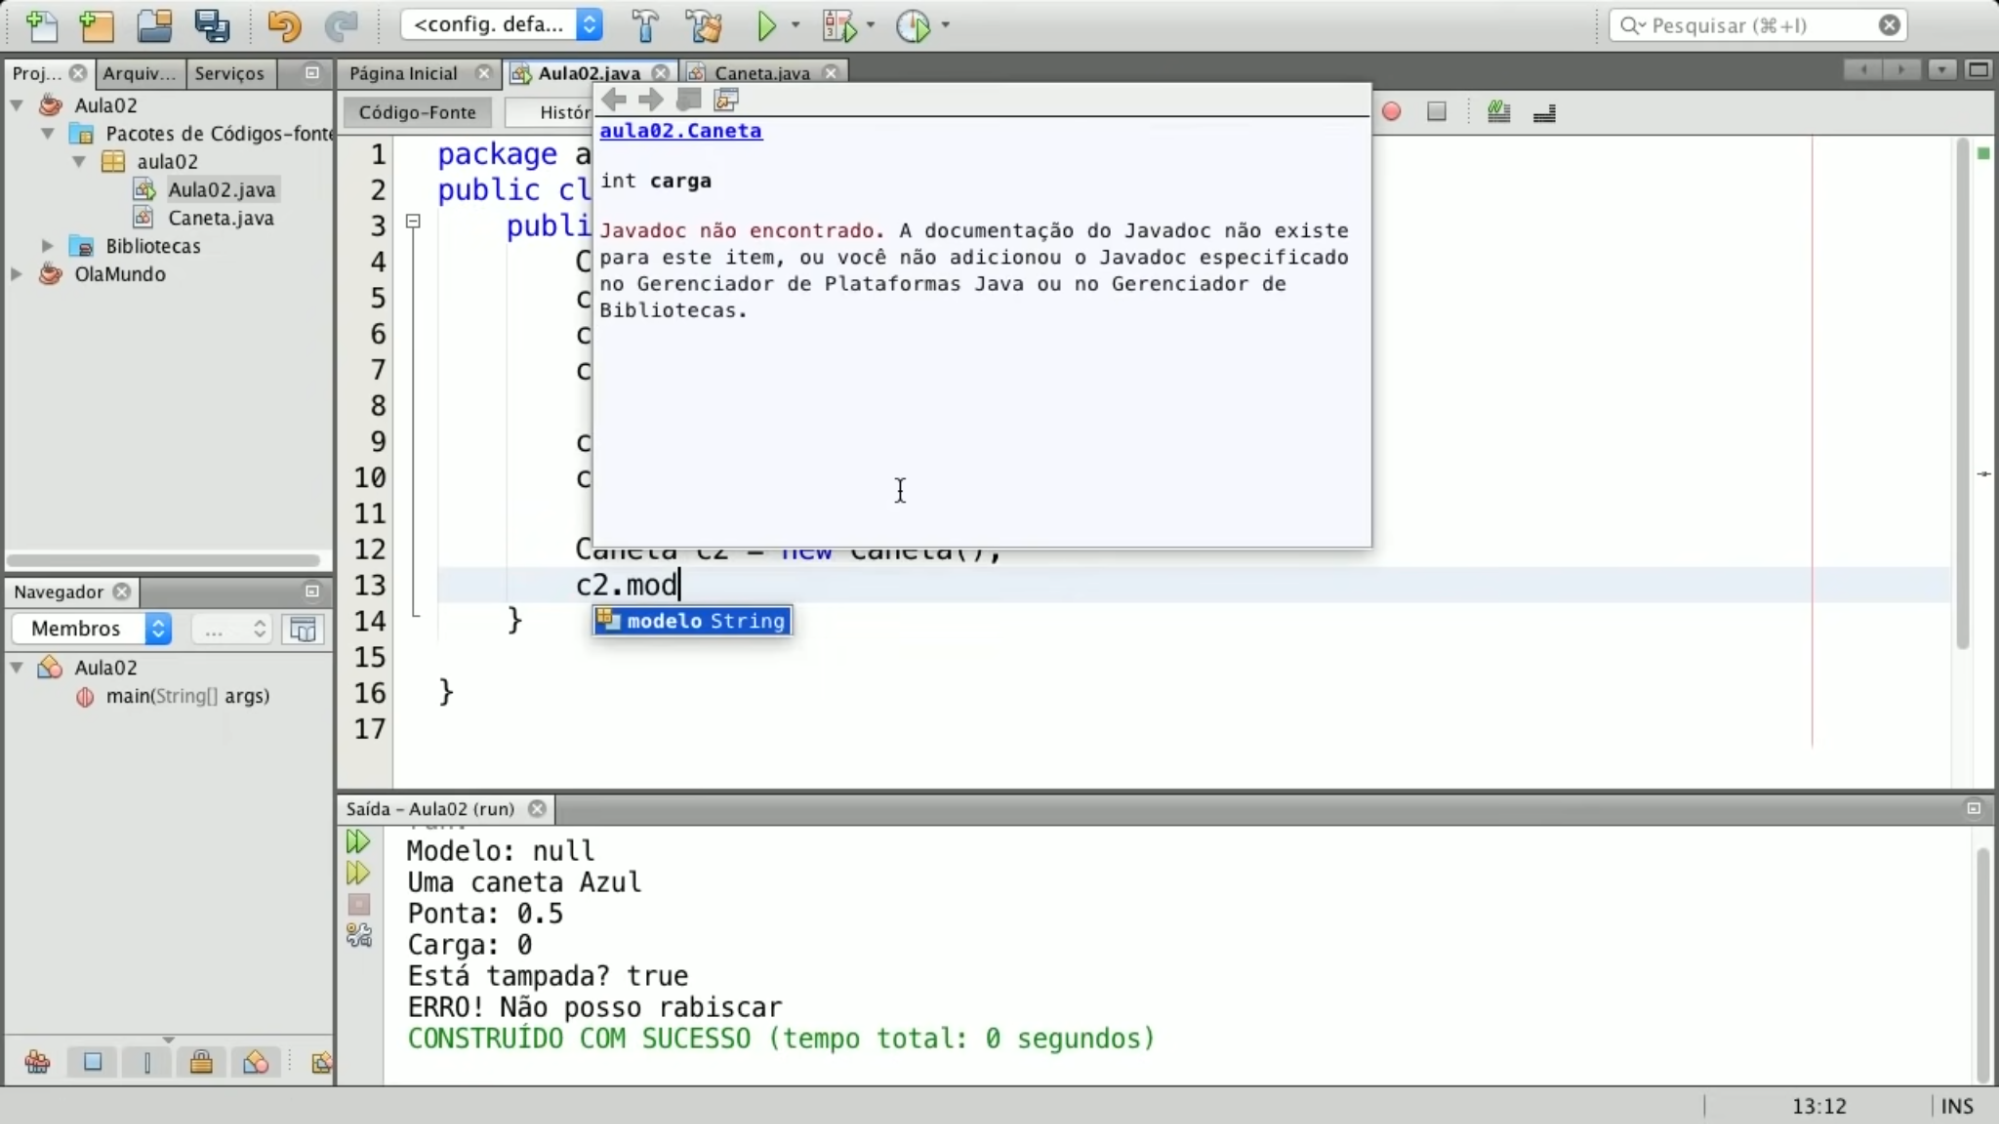 <config. defa...
Pesquisar (⌘+I)
Proj...
Arquiv...
Serviços
Página Inicial
Aula02.java
Caneta.java
Código-Fonte
Histór
Aula02
Pacotes de Códigos-fonte
aula02
Aula02.java
Caneta.java
Bibliotecas
OlaMundo
aula02.Caneta
int carga
Javadoc não encontrado. A documentação do Javadoc não existe
para este item, ou você não adicionou o Javadoc especificado
no Gerenciador de Plataformas Java ou no Gerenciador de
Bibliotecas.
1 package a
2 public cl
3 publi
4 C
5 c
6 c
7 c
8
9 c
10 c
11
12 Caneta c2 = new Caneta();
13 c2.mod
modelo String
14 }
15
16 }
17
Navegador
Membros
...
Aula02
main(String[] args)
Saída - Aula02 (run)
run:
Modelo: null
Uma caneta Azul
Ponta: 0.5
Carga: 0
Está tampada? true
ERRO! Não posso rabiscar
CONSTRUÍDO COM SUCESSO (tempo total: 0 segundos)
13:12
INS